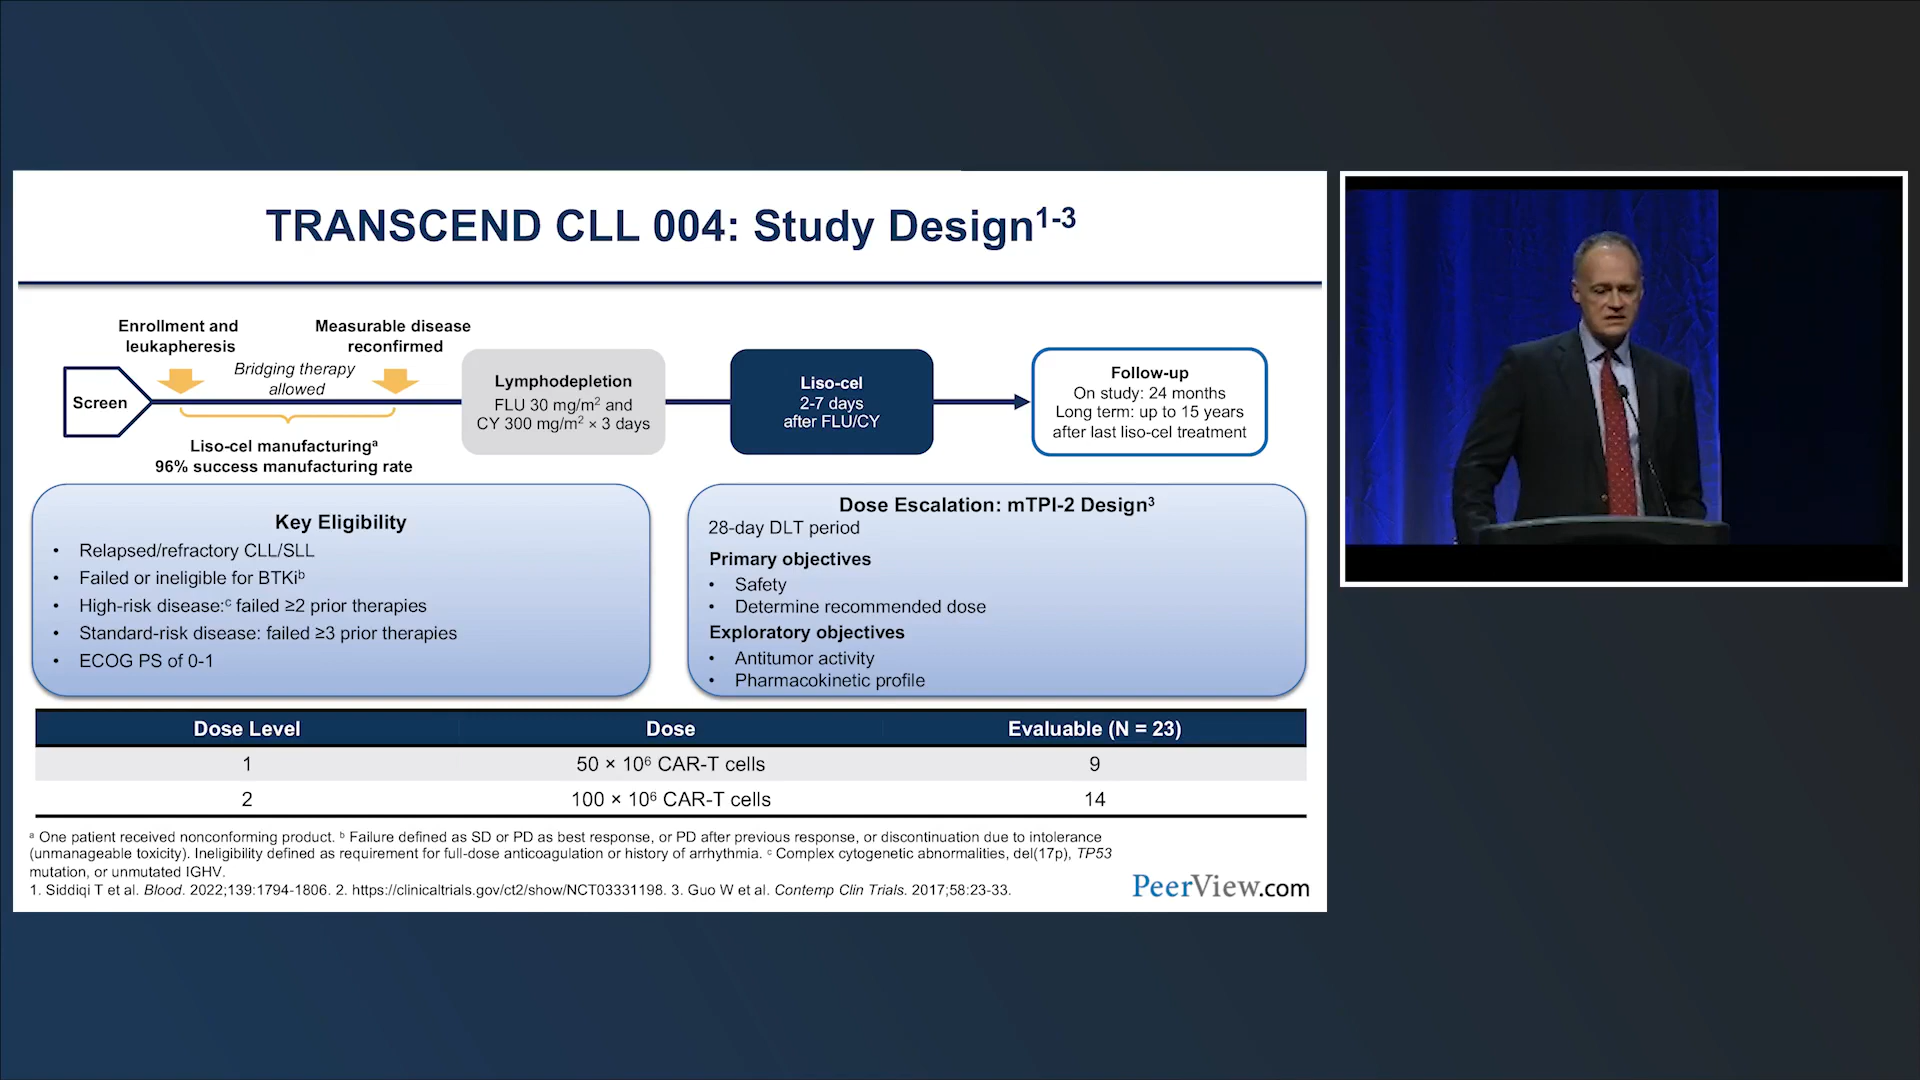 TRANSCEND CLL 004: Study Design1-3
Enrollment and
leukapheresis
Measurable disease
reconfirmed
Bridging therapy
allowed
Screen
Liso-cel manufacturingᵃ
96% success manufacturing rate
Lymphodepletion
FLU 30 mg/m² and
CY 300 mg/m² × 3 days
Liso-cel
2-7 days
after FLU/CY
Follow-up
On study: 24 months
Long term: up to 15 years
after last liso-cel treatment
Key Eligibility
• Relapsed/refractory CLL/SLL
• Failed or ineligible for BTKiᵇ
• High-risk disease:ᶜ failed ≥2 prior therapies
• Standard-risk disease: failed ≥3 prior therapies
• ECOG PS of 0-1
Dose Escalation: mTPI-2 Design³
28-day DLT period
Primary objectives
• Safety
• Determine recommended dose
Exploratory objectives
• Antitumor activity
• Pharmacokinetic profile
Dose Level Dose Evaluable (N = 23)
1 50 × 10⁶ CAR-T cells 9
2 100 × 10⁶ CAR-T cells 14
ᵃ One patient received nonconforming product. ᵇ Failure defined as SD or PD as best response, or PD after previous response, or discontinuation due to intolerance
(unmanageable toxicity). Ineligibility defined as requirement for full-dose anticoagulation or history of arrhythmia. ᶜ Complex cytogenetic abnormalities, del(17p), TP53
mutation, or unmutated IGHV.
1. Siddiqi T et al. Blood. 2022;139:1794-1806. 2. https://clinicaltrials.gov/ct2/show/NCT03331198. 3. Guo W et al. Contemp Clin Trials. 2017;58:23-33.
PeerView.com